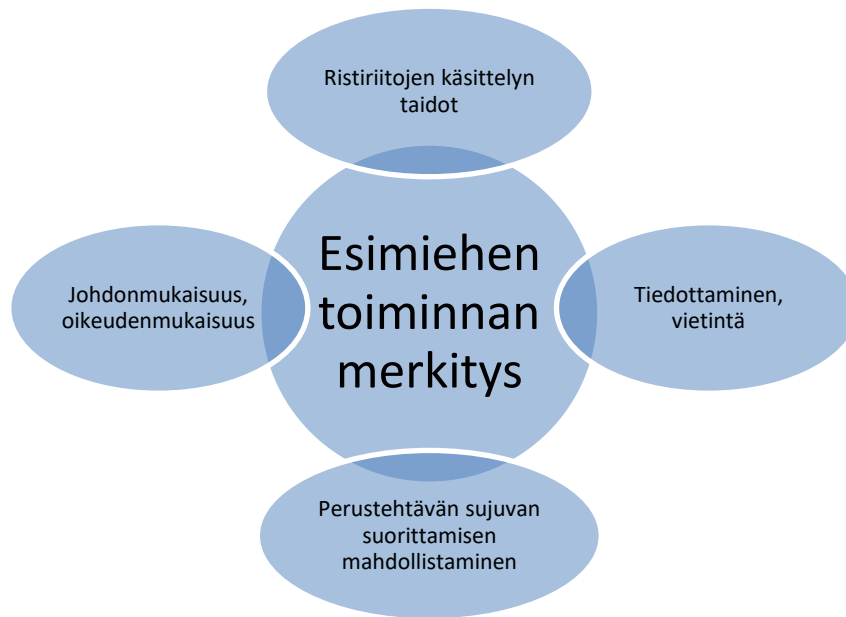 Ristiriitojen käsittelyn
taidot
Esimiehen
toiminnan
merkitys
Johdonmukaisuus,
oikeudenmukaisuus
Tiedottaminen,
vietintä
Perustehtävän sujuvan
suorittamisen
mahdollistaminen